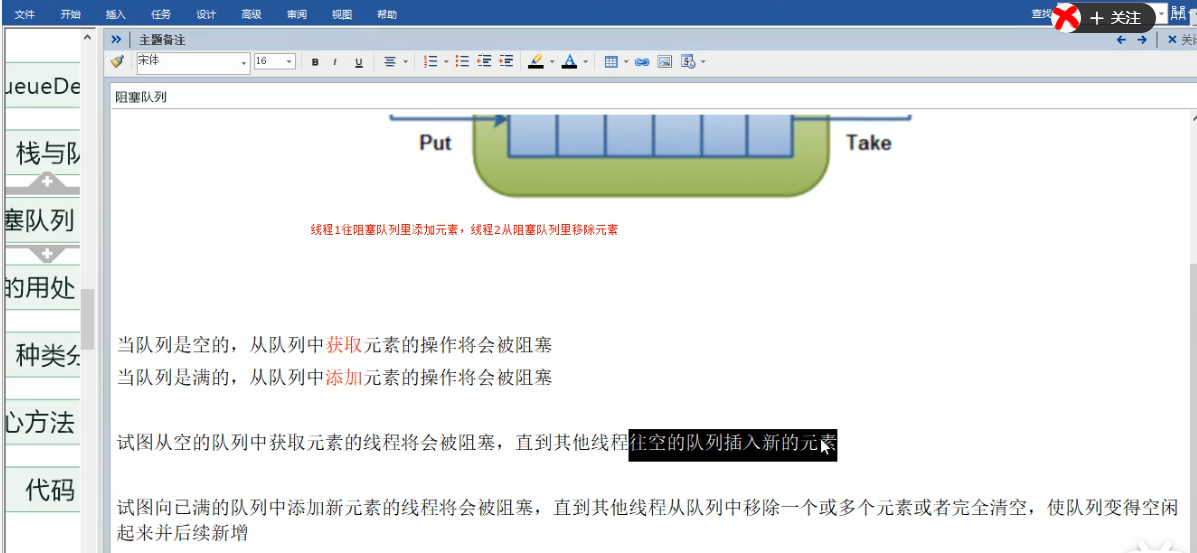 文件 开始 插入 任务 设计 高级 审阅 视图 帮助 查找
+ 关注
主题备注
宋体 16 B I U
阻塞队列
ueueDe
栈与队
塞队列
的用处
种类分
心方法
代码
Put Take
线程1往阻塞队列里添加元素，线程2从阻塞队列里移除元素
当队列是空的，从队列中获取元素的操作将会被阻塞
当队列是满的，从队列中添加元素的操作将会被阻塞
试图从空的队列中获取元素的线程将会被阻塞，直到其他线程往空的队列插入新的元素
试图向已满的队列中添加新元素的线程将会被阻塞，直到其他线程从队列中移除一个或多个元素或者完全清空，使队列变得空闲
起来并后续新增